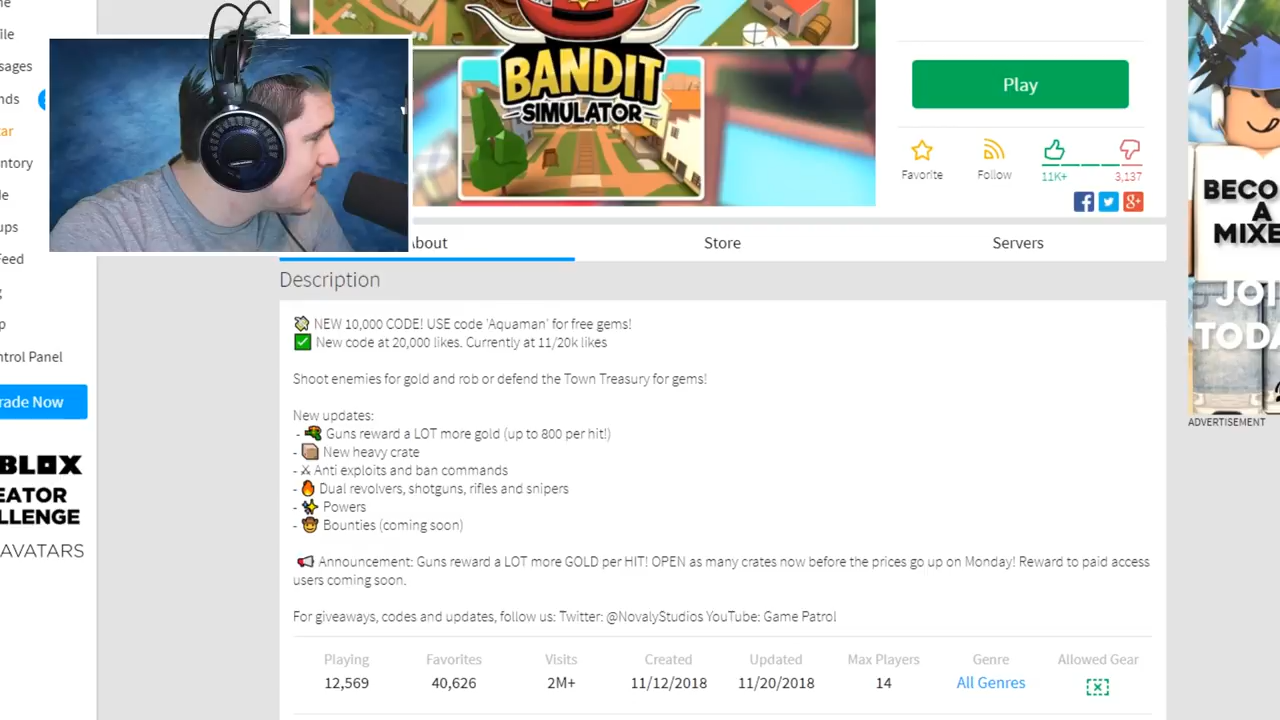 ne
ile
sages
nds
tar
ntory
de
ups
Feed
g
p
ntrol Panel
rade Now
BLOX
EATOR
LLENGE
AVATARS
BANDIT
SIMULATOR
Play
Favorite
Follow
11K+
3,137
bout
Store
Servers
Description
NEW 10,000 CODE! USE code 'Aquaman' for free gems!
New code at 20,000 likes. Currently at 11/20k likes
Shoot enemies for gold and rob or defend the Town Treasury for gems!
New updates:
- Guns reward a LOT more gold (up to 800 per hit!)
- New heavy crate
- Anti exploits and ban commands
- Dual revolvers, shotguns, rifles and snipers
- Powers
- Bounties (coming soon)
Announcement: Guns reward a LOT more GOLD per HIT! OPEN as many crates now before the prices go up on Monday! Reward to paid access
users coming soon.
For giveaways, codes and updates, follow us: Twitter: @NovalyStudios YouTube: Game Patrol
Playing Favorites Visits Created Updated Max Players Genre Allowed Gear
12,569 40,626 2M+ 11/12/2018 11/20/2018 14 All Genres
BECO
A
MIXE
JOI
TODA
ADVERTISEMENT